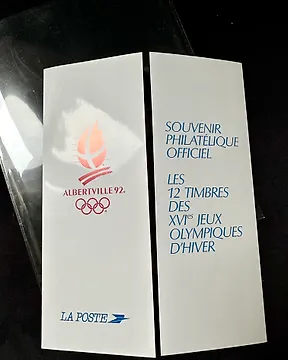 ALBERTVILLE 92.
LA POSTE
SOUVENIR
PHILATÉLIQUE
OFFICIEL
LES
12 TIMBRES
DES
XVIes JEUX
OLYMPIQUES
D'HIVER